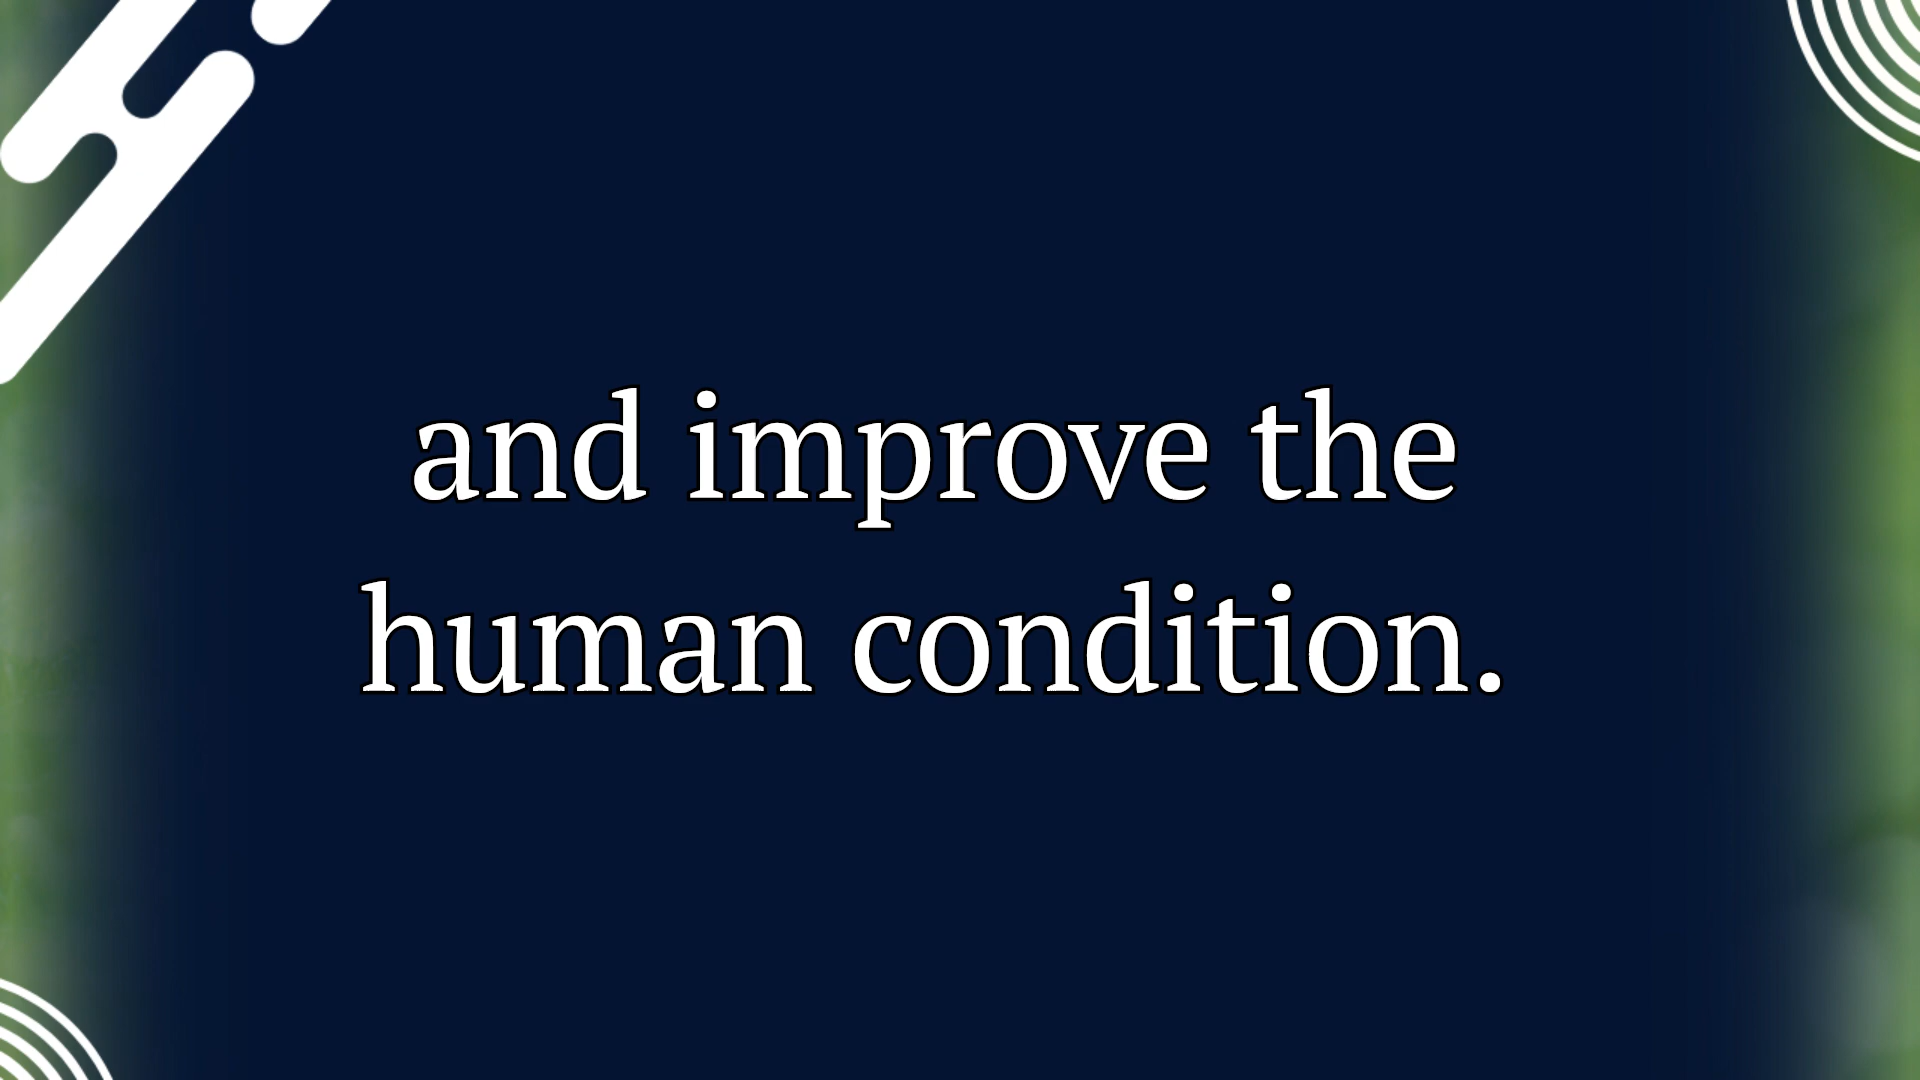 and improve the
human condition.